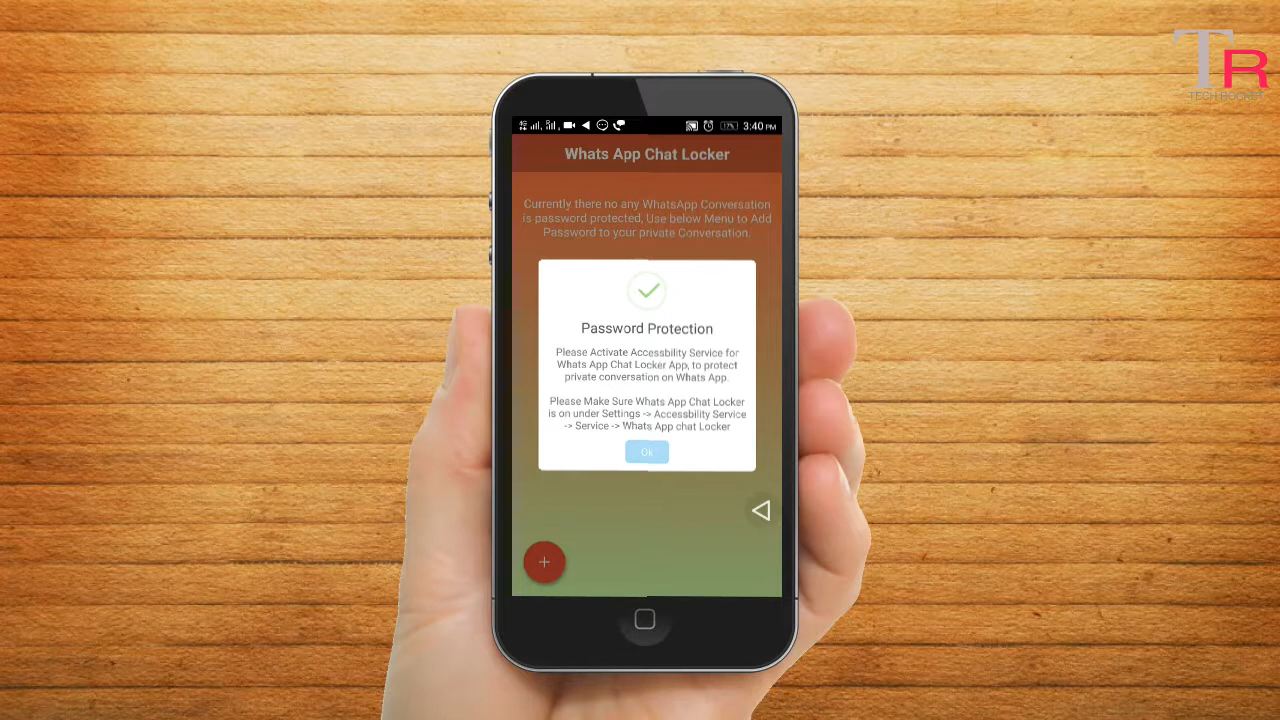 TR
TECH ROCKET
3:40 PM
Whats App Chat Locker
Currently there no any WhatsApp Conversation
is password protected, Use below Menu to Add
Password to your private Conversation.
Password Protection
Please Activate Accessbility Service for
Whats App Chat Locker App, to protect
private conversation on Whats App.
Please Make Sure Whats App Chat Locker
is on under Settings -> Accessbility Service
-> Service -> Whats App chat Locker
Ok